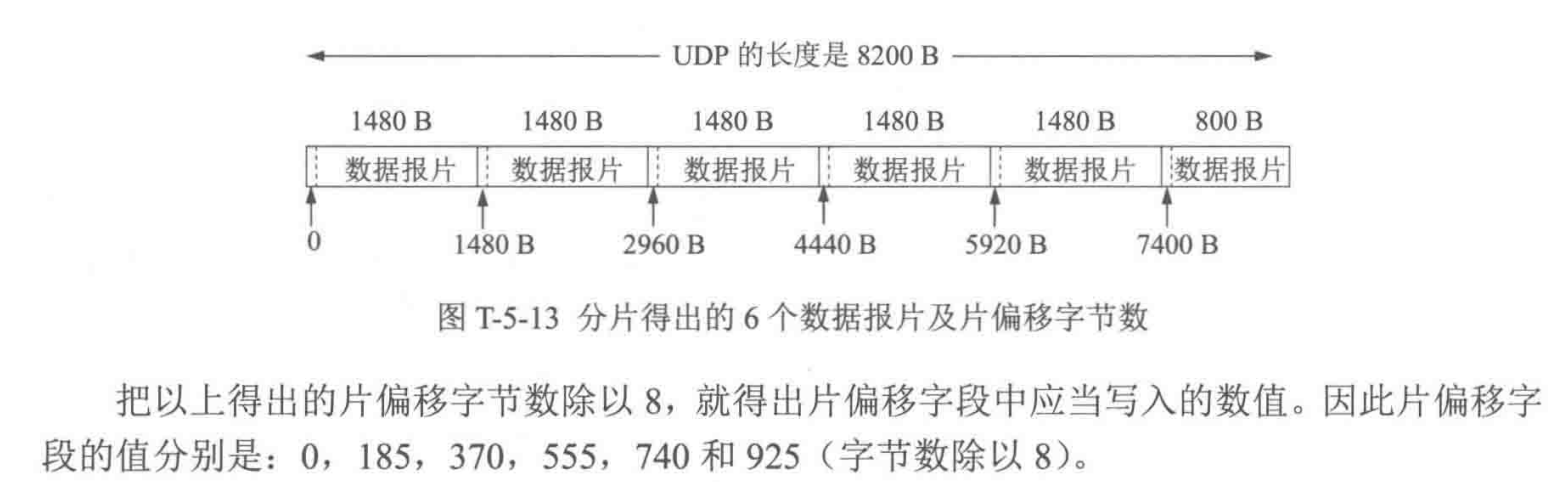 UDP 的长度是 8200 B
1480 B 1480 B 1480 B 1480 B 1480 B 800 B
数据报片 数据报片 数据报片 数据报片 数据报片 数据报片
0 1480 B 2960 B 4440 B 5920 B 7400 B
图 T-5-13 分片得出的 6 个数据报片及片偏移字节数
把以上得出的片偏移字节数除以 8，就得出片偏移字段中应当写入的数值。因此片偏移字
段的值分别是：0，185，370，555，740 和 925（字节数除以 8）。